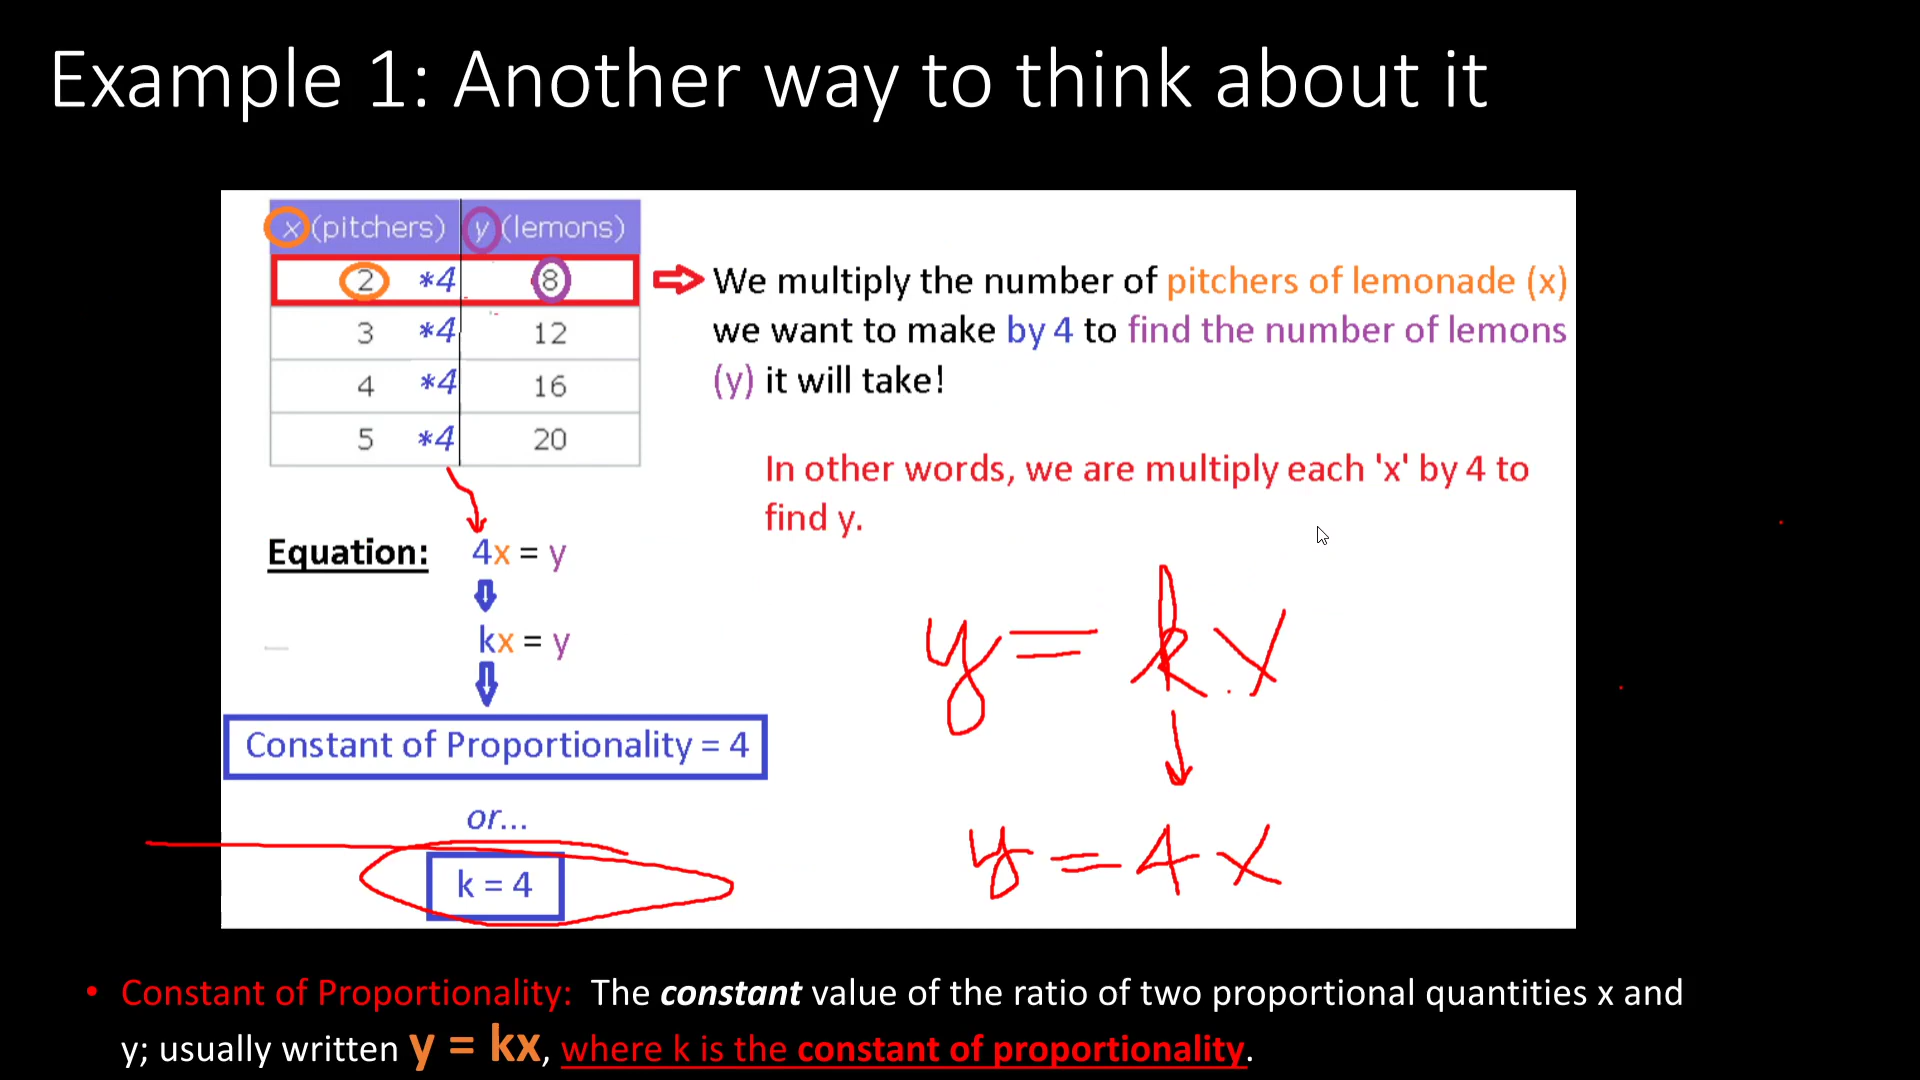 Example 1: Another way to think about it
x (pitchers) y (lemons)
2 *4 8
3 *4 12
4 *4 16
5 *4 20
We multiply the number of pitchers of lemonade (x)
we want to make by 4 to find the number of lemons
(y) it will take!
In other words, we are multiply each 'x' by 4 to
find y.
Equation: 4x = y
kx = y
Constant of Proportionality = 4
or...
k = 4
y = k.x
y = 4x
• Constant of Proportionality: The constant value of the ratio of two proportional quantities x and
y; usually written y = kx, where k is the constant of proportionality.